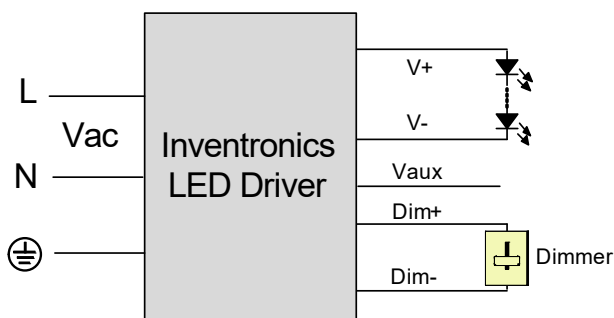 L
Vac
N
Inventronics
LED Driver
V+
V-
Vaux
Dim+
Dim-
Dimmer